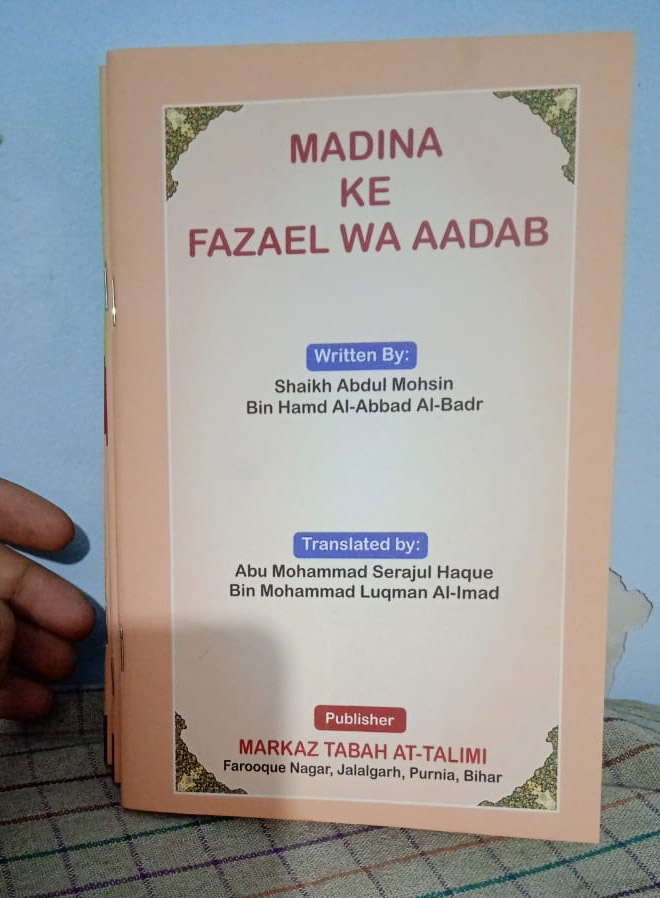 MADINA
KE
FAZAEL WA AADAB
Written By:
Shaikh Abdul Mohsin
Bin Hamd Al-Abbad Al-Badr
Translated by:
Abu Mohammad Serajul Haque
Bin Mohammad Luqman Al-Imad
Publisher
MARKAZ TABAH AT-TALIMI
Farooque Nagar, Jalalgarh, Purnia, Bihar